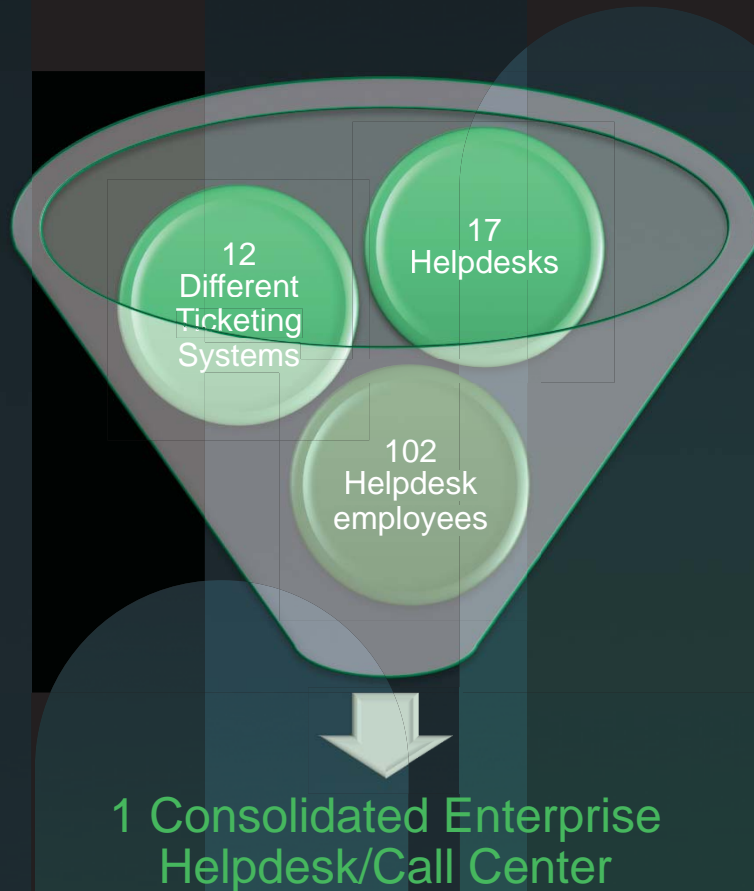 17
Helpdesks
12
Different
Ticketing
Systems
102
Helpdesk
employees
1 Consolidated Enterprise
Helpdesk/Call Center